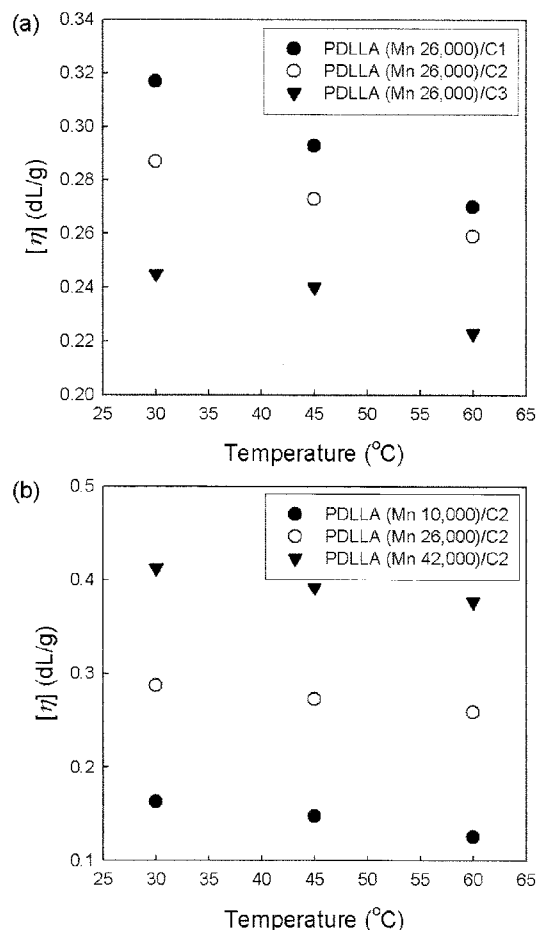 (a)
0.34
0.32
0.30
0.28
0.26
0.24
0.22
0.20
[η] (dL/g)
PDLLA (Mn 26,000)/C1
PDLLA (Mn 26,000)/C2
PDLLA (Mn 26,000)/C3
25 30 35 40 45 50 55 60 65
Temperature (°C)
(b)
0.5
0.4
0.3
0.2
0.1
[η] (dL/g)
PDLLA (Mn 10,000)/C2
PDLLA (Mn 26,000)/C2
PDLLA (Mn 42,000)/C2
25 30 35 40 45 50 55 60 65
Temperature (°C)